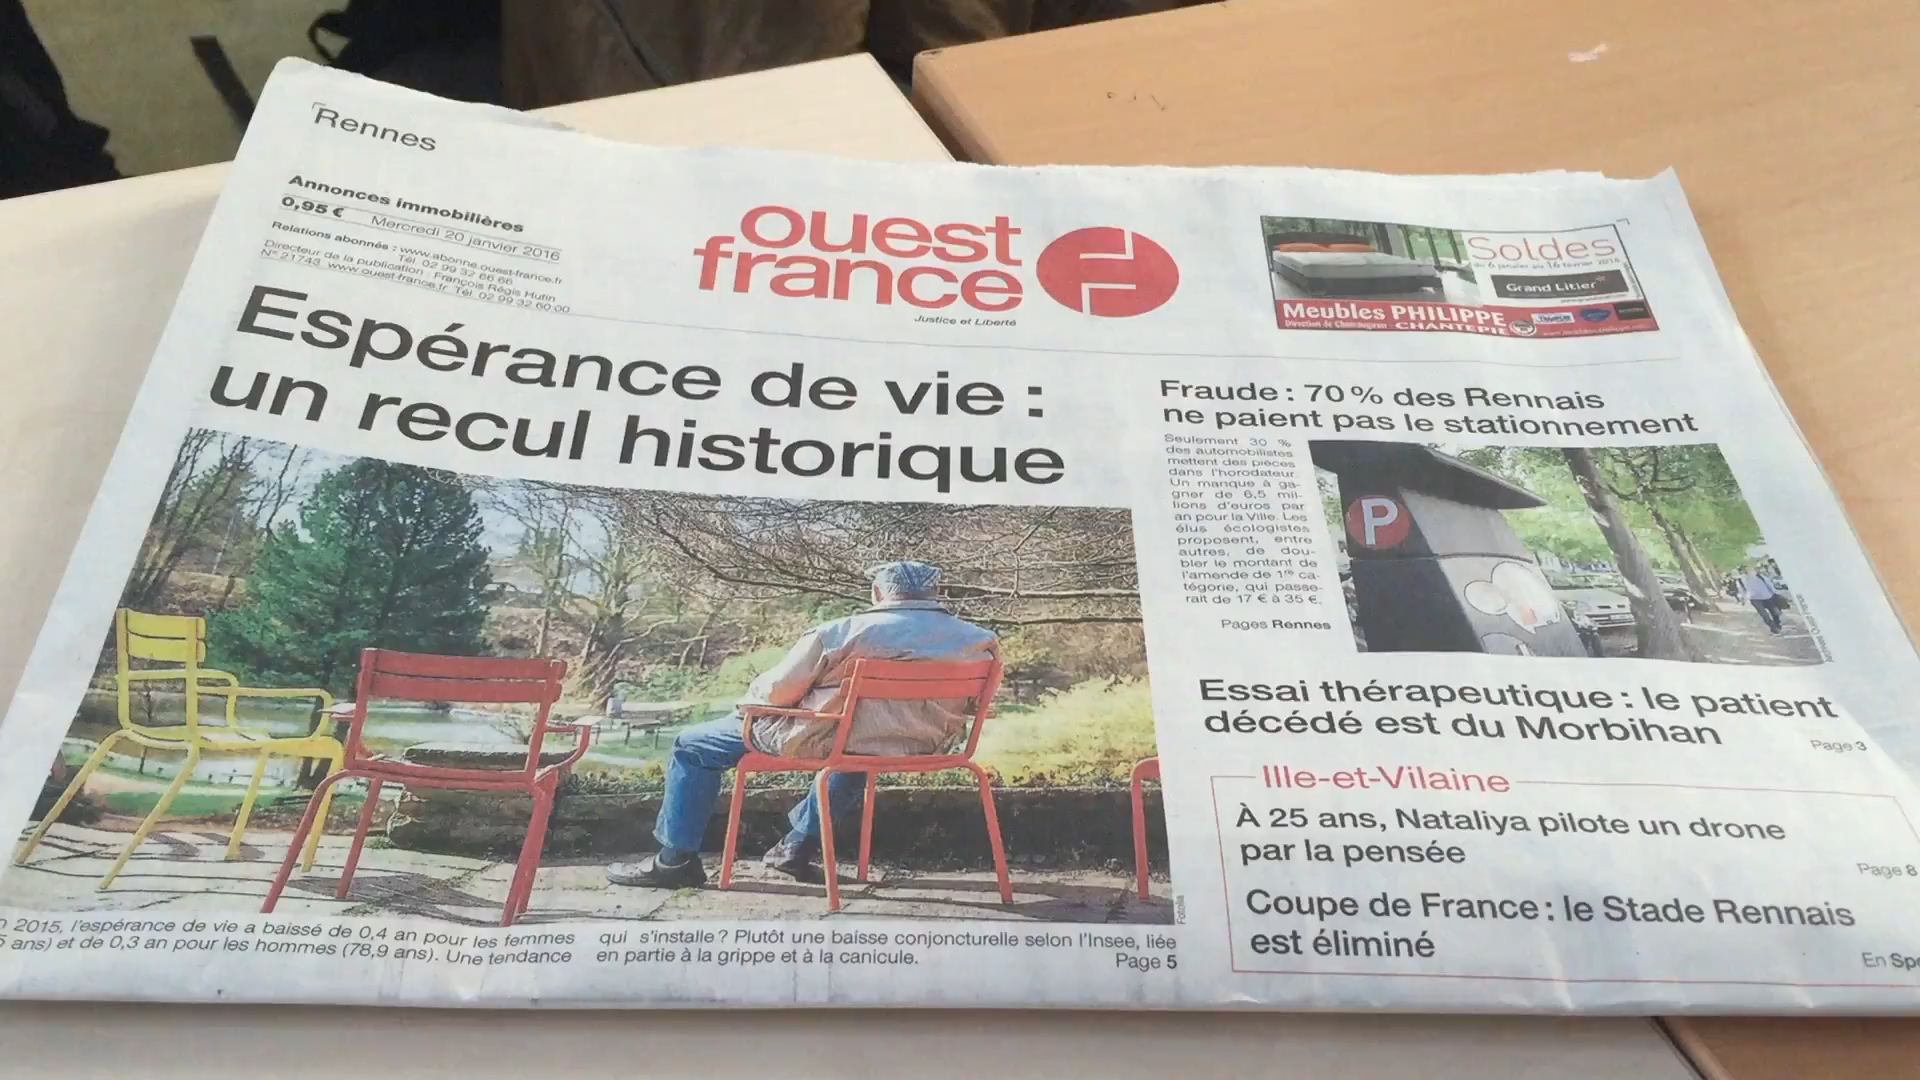 Rennes
Annonces immobilières
0,95 € Mercredi 20 janvier 2016
Relations abonnés : www.abonne.ouest-france.fr
Tél. 02 99 32 66 66
Directeur de la publication : François Régis Hutin
N° 21743 www.ouest-france.fr Tél. 02 99 32 60 00
ouest
france
Justice et Liberté
Soldes
du 6 janvier au 16 février 2016
Grand Litier
Meubles PHILIPPE
CHANTEPIE
Espérance de vie :
un recul historique
Fotolia
2015, l'espérance de vie a baissé de 0,4 an pour les femmes
ans) et de 0,3 an pour les hommes (78,9 ans). Une tendance
qui s'installe ? Plutôt une baisse conjoncturelle selon l'Insee, liée
en partie à la grippe et à la canicule.
Page 5
Fraude : 70 % des Rennais
ne paient pas le stationnement
Seulement 30 %
des automobilistes
mettent des pièces
dans l'horodateur.
Un manque à ga-
gner de 6,5 mil-
lions d'euros par
an pour la Ville. Les
élus écologistes
proposent, entre
autres, de dou-
bler le montant de
l'amende de 1re ca-
tégorie, qui passe-
rait de 17 € à 35 €.
Pages Rennes
P
Essai thérapeutique : le patient
décédé est du Morbihan
Page 3
Ille-et-Vilaine
À 25 ans, Nataliya pilote un drone
par la pensée
Page 8
Coupe de France : le Stade Rennais
est éliminé
En